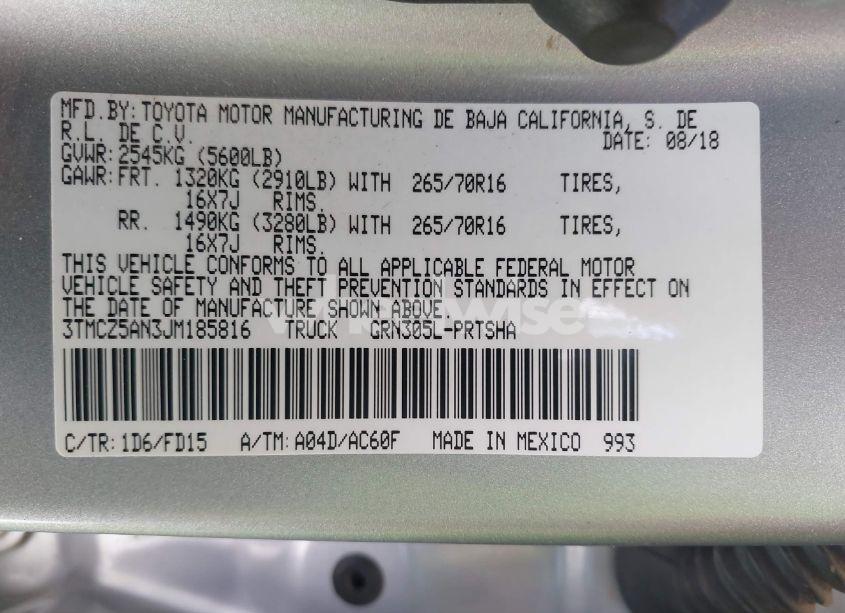 MFD.BY:TOYOTA MOTOR MANUFACTURING DE BAJA CALIFORNIA, S. DE
R.L. DE C.V. DATE: 08/18
GVWR:2545KG (5600LB)
GAWR:FRT. 1320KG (2910LB) WITH 265/70R16 TIRES,
16X7J RIMS.
RR. 1490KG (3280LB) WITH 265/70R16 TIRES,
16X7J RIMS.
THIS VEHICLE CONFORMS TO ALL APPLICABLE FEDERAL MOTOR
VEHICLE SAFETY AND THEFT PREVENTION STANDARDS IN EFFECT ON
THE DATE OF MANUFACTURE SHOWN ABOVE.
3TMCZ5AN3JM185816 TRUCK GRN305L-PRTSHA
C/TR:1D6/FD15 A/TM:A04D/AC60F MADE IN MEXICO 993